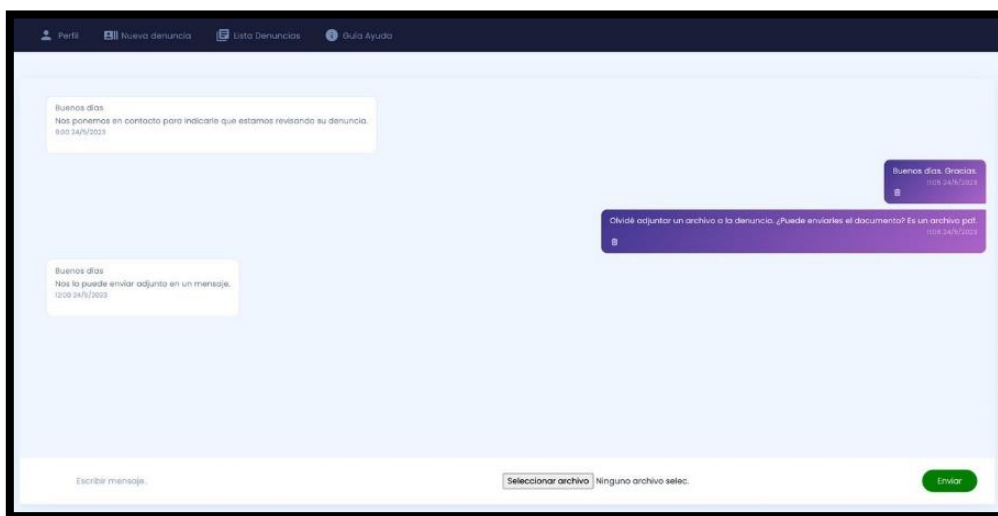 Perfil Nueva denuncia Lista Denuncias Guía Ayuda
Buenos días
Nos ponemos en contacto para indicarle que estamos revisando su denuncia.
9:00 24/5/2023
Buenos días. Gracias.
11:05 24/5/2023
Olvidé adjuntar un archivo a la denuncia. ¿Puede enviarles el documento? Es un archivo pdf.
11:08 24/5/2023
Buenos días
Nos lo puede enviar adjunto en un mensaje.
12:00 24/5/2023
Escribir mensaje.
Seleccionar archivo Ninguno archivo selec.
Enviar